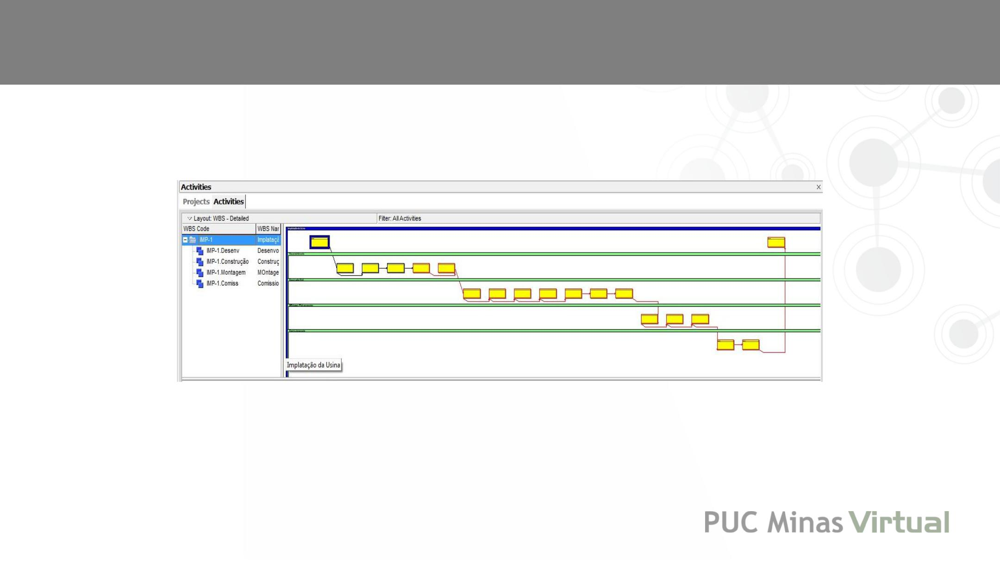 Activities
X
Projects Activities
Layout: WBS - Detailed Filter: All Activities
WBS Code WBS Nar
IMP-1 Implataçã
IMP-1.Desenv Desenvo
IMP-1.Construção Construç
IMP-1.Montagem MOntage
IMP-1.Comiss Comissio
Implatação da Usina
PUC Minas Virtual